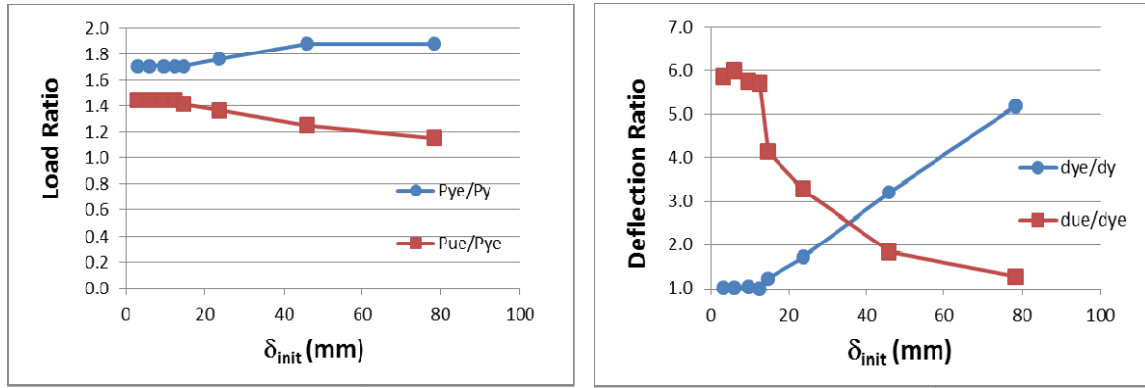 2.0
1.8
1.6
1.4
1.2
1.0
0.8
0.6
0.4
0.2
0.0
Load Ratio
Pye/Py
Pue/Pye
0 20 40 60 80 100
δinit (mm)
7.0
6.0
5.0
4.0
3.0
2.0
1.0
Deflection Ratio
dye/dy
due/dye
0 20 40 60 80 100
δinit (mm)